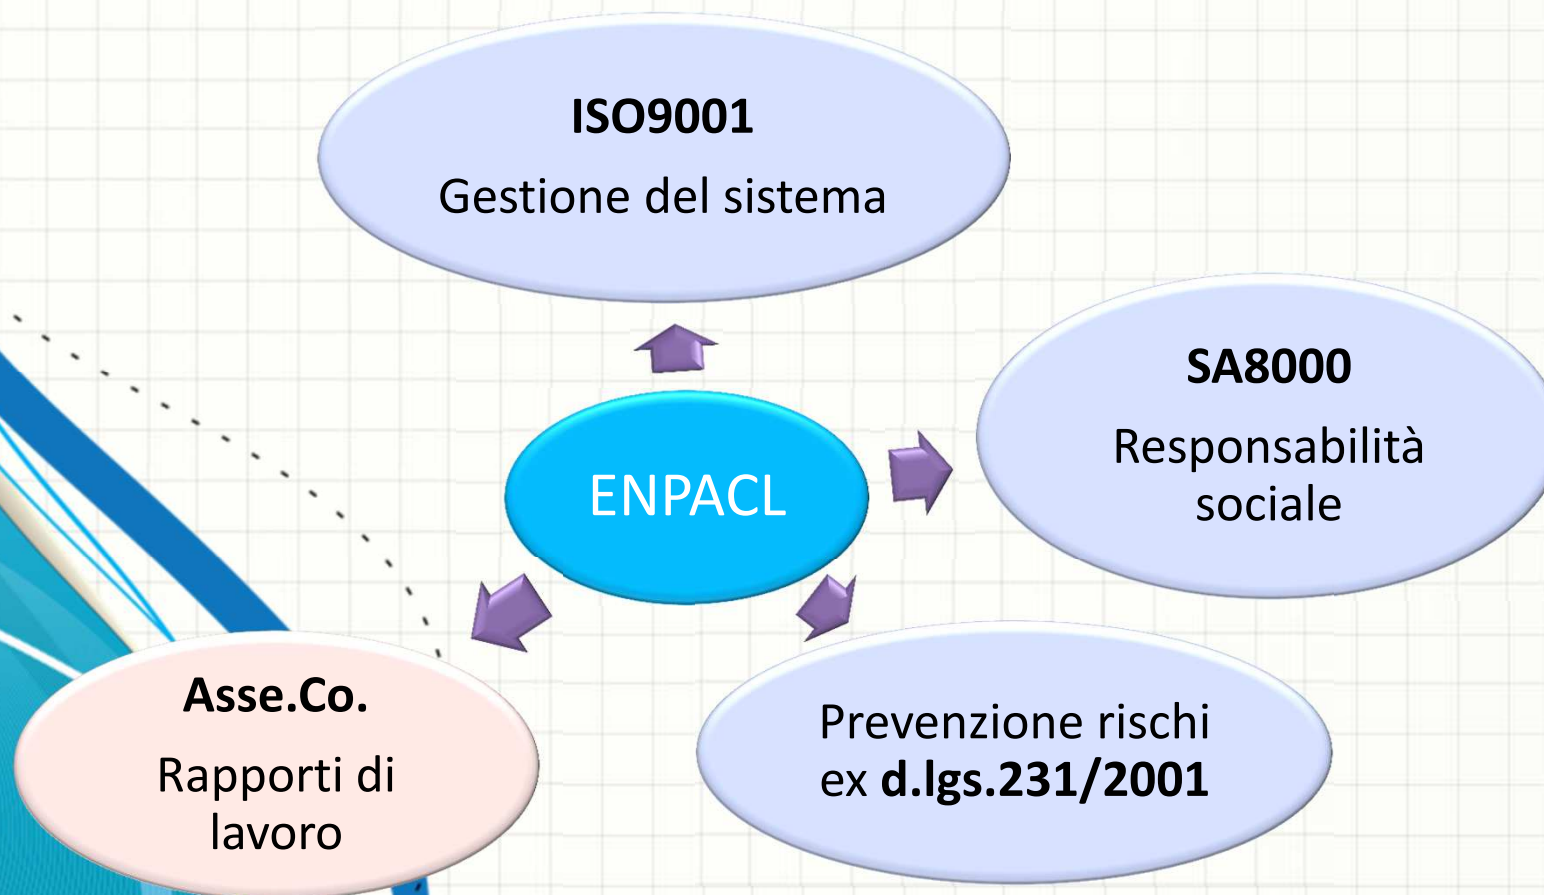 ISO9001
Gestione del sistema
SA8000
Responsabilità
sociale
ENPACL
Asse.Co.
Rapporti di
lavoro
Prevenzione rischi
ex d.lgs.231/2001